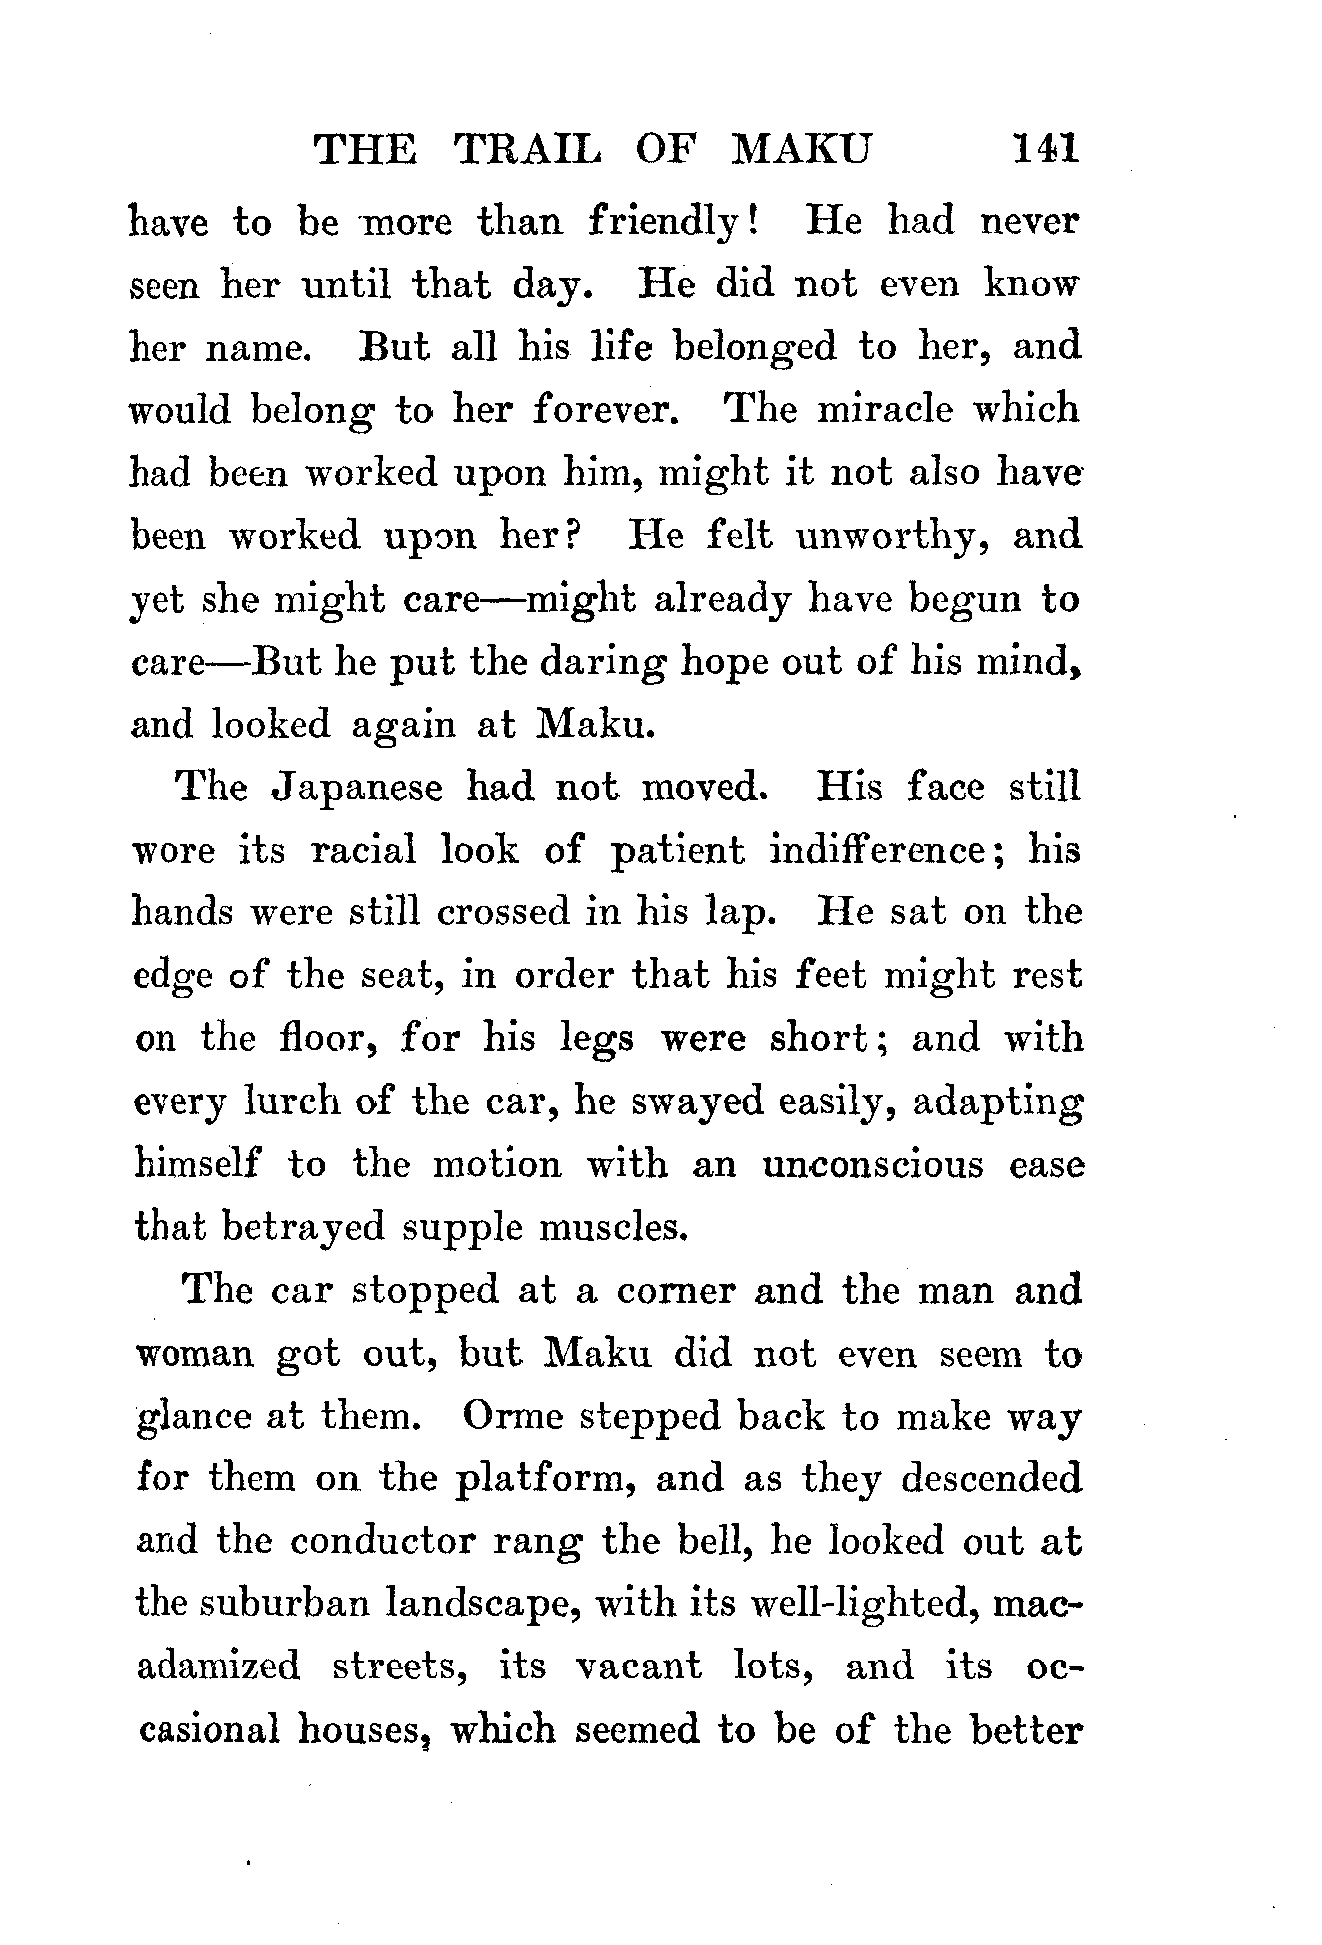 THE TRAIL OF MAKU 141
have to be more than friendly! He had never
seen her until that day. He did not even know
her name. But all his life belonged to her, and
would belong to her forever. The miracle which
had been worked upon him, might it not also have
been worked upon her? He felt unworthy, and
yet she might care—might already have begun to
care—But he put the daring hope out of his mind,
and looked again at Maku.
The Japanese had not moved. His face still
wore its racial look of patient indifference; his
hands were still crossed in his lap. He sat on the
edge of the seat, in order that his feet might rest
on the floor, for his legs were short; and with
every lurch of the car, he swayed easily, adapting
himself to the motion with an unconscious ease
that betrayed supple muscles.
The car stopped at a corner and the man and
woman got out, but Maku did not even seem to
glance at them. Orme stepped back to make way
for them on the platform, and as they descended
and the conductor rang the bell, he looked out at
the suburban landscape, with its well-lighted, mac-
adamized streets, its vacant lots, and its oc-
casional houses, which seemed to be of the better